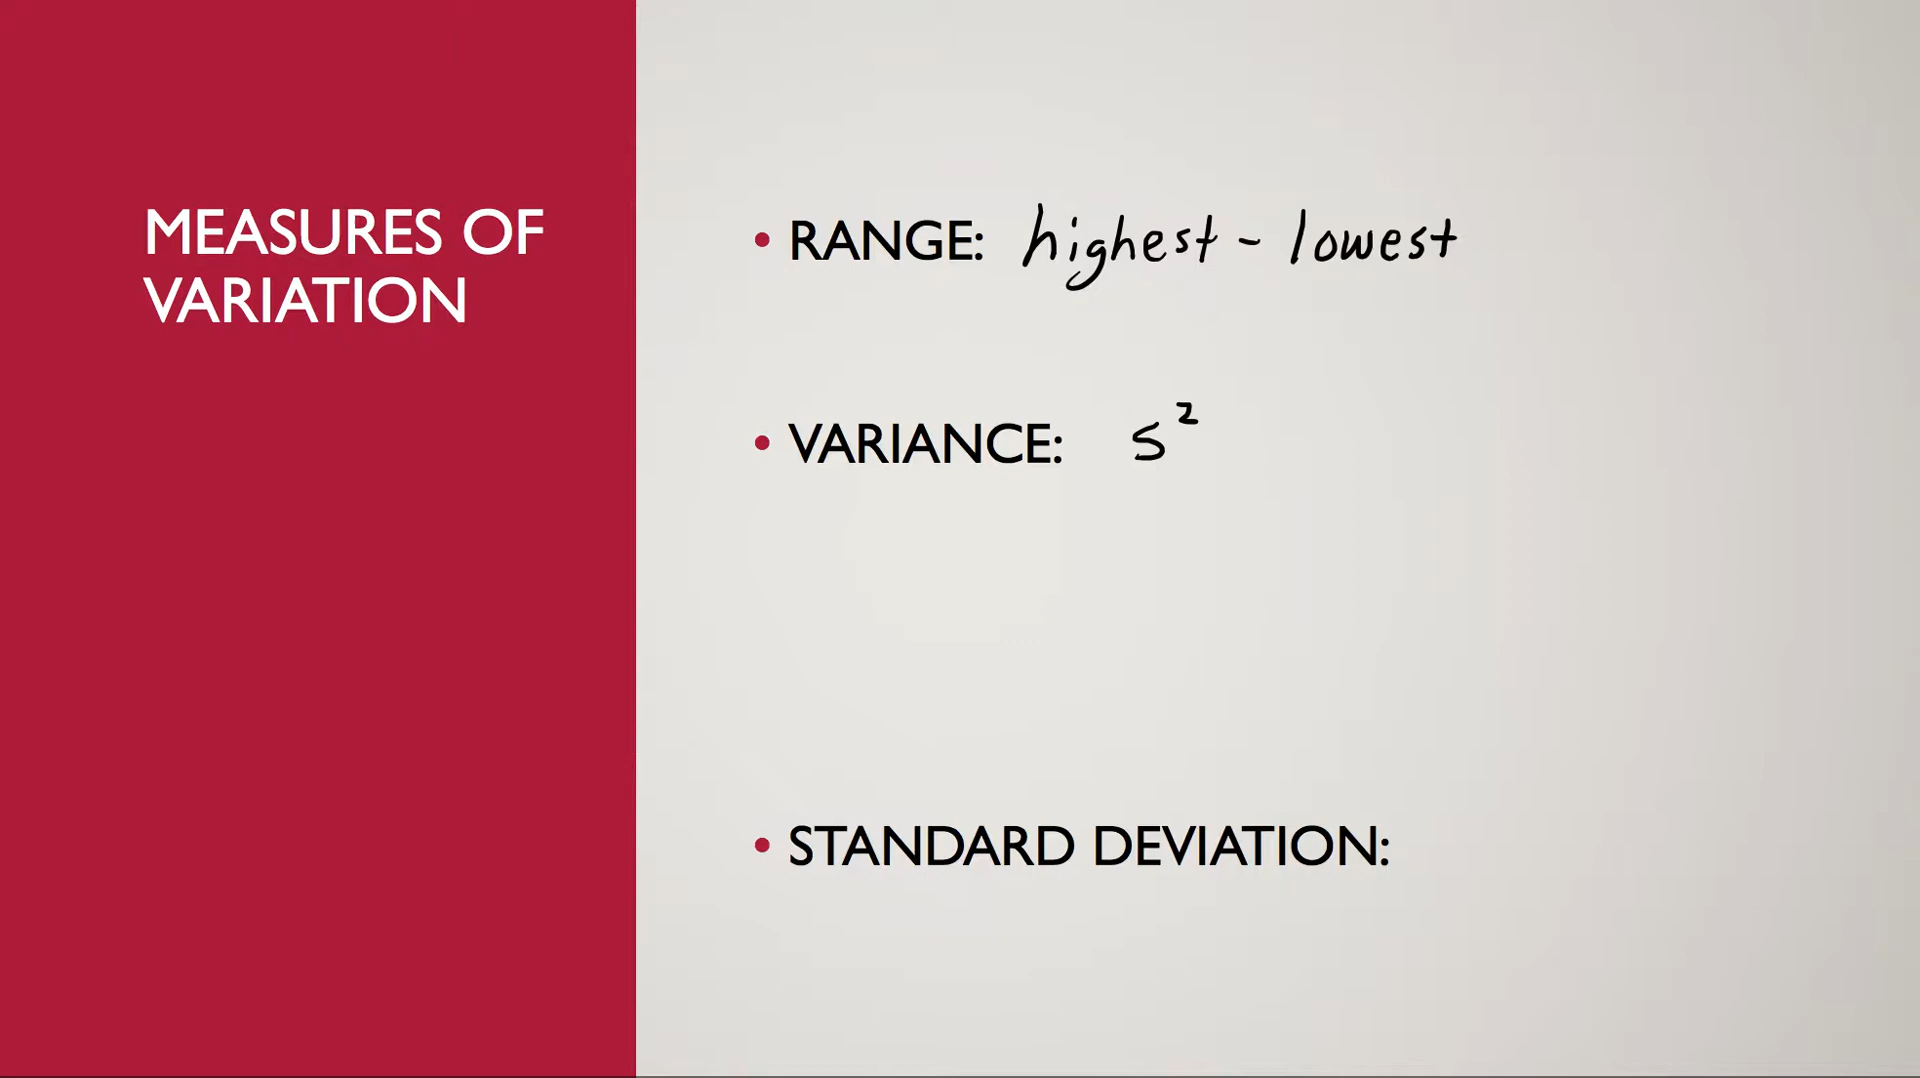 MEASURES OF
VARIATION
• RANGE: highest - lowest
• VARIANCE: s²
• STANDARD DEVIATION: